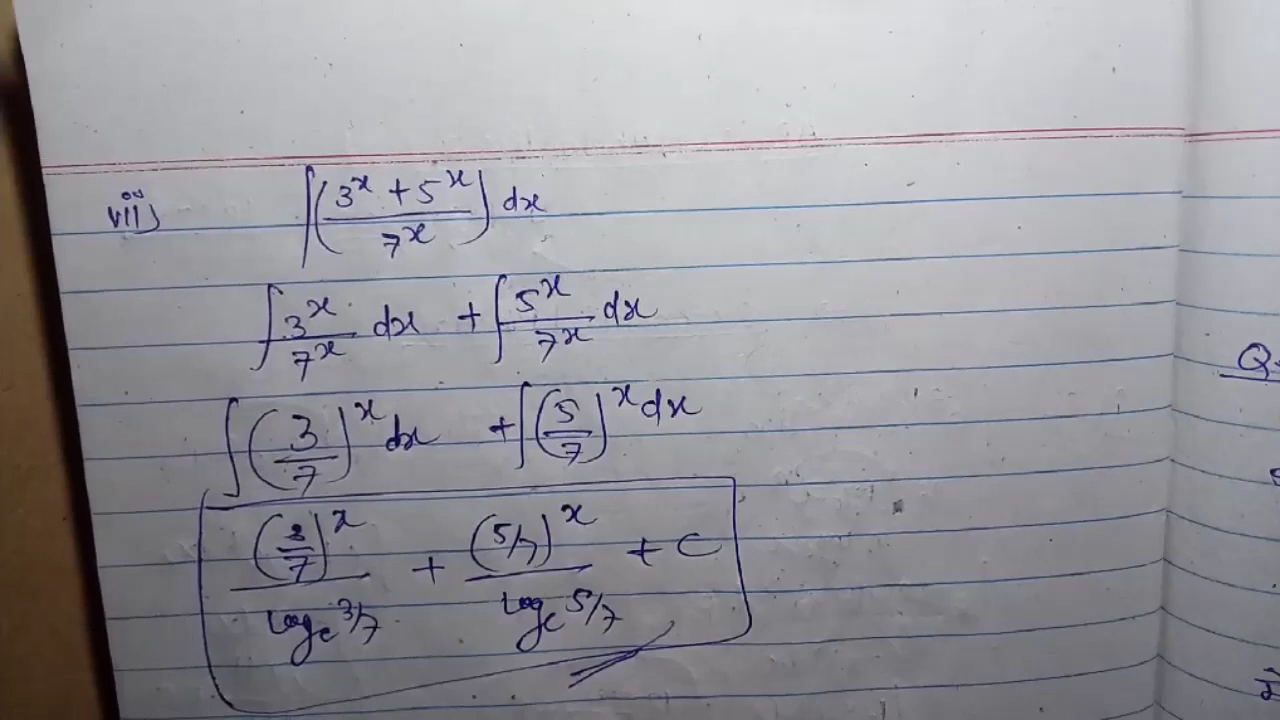 viii) ∫(3^x + 5^x / 7^x) dx
∫ 3^x/7^x dx + ∫ 5^x/7^x dx
∫ (3/7)^x dx + ∫ (5/7)^x dx
(3/7)^x / log_e 3/7 + (5/7)^x / log_e 5/7 + C
Q